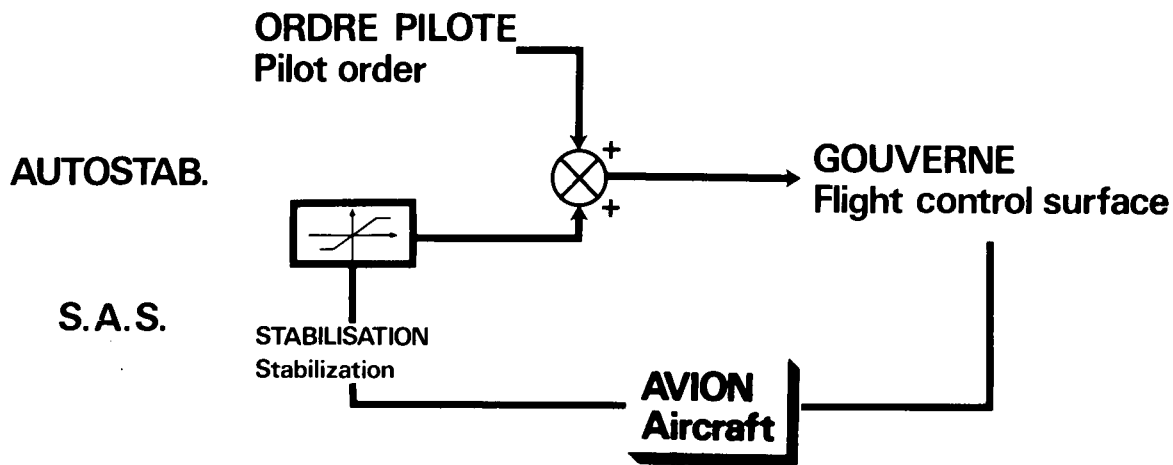 ORDRE PILOTE
Pilot order
+
AUTOSTAB.
GOUVERNE
Flight control surface
+
S.A.S.
STABILISATION
Stabilization
AVION
Aircraft